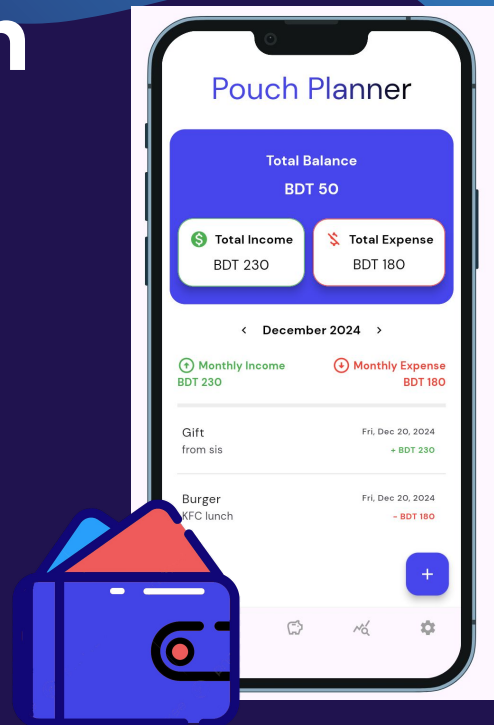 Pouch Planner
Total Balance
BDT 50
Total Income
BDT 230
Total Expense
BDT 180
December 2024
Monthly Income
BDT 230
Monthly Expense
BDT 180
Gift
from sis
Fri, Dec 20, 2024
+ BDT 230
Burger
KFC lunch
Fri, Dec 20, 2024
- BDT 180